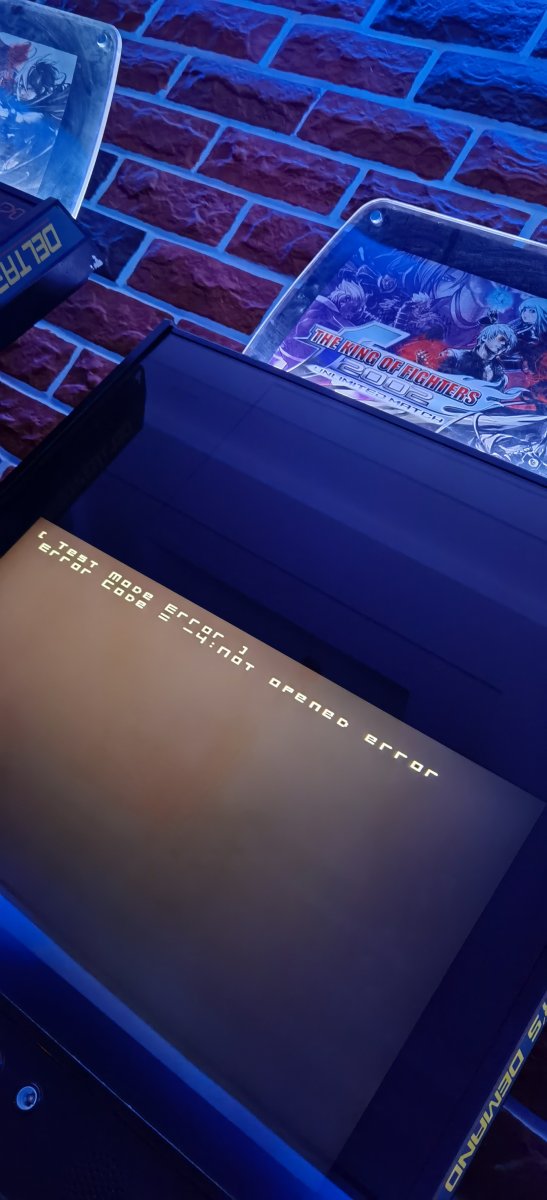 DELTA
THE KING OF FIGHTERS
2002
UNLIMITED MATCH
[ Test Mode Error ]
Error Code = -4:Not opened error
DEMAND